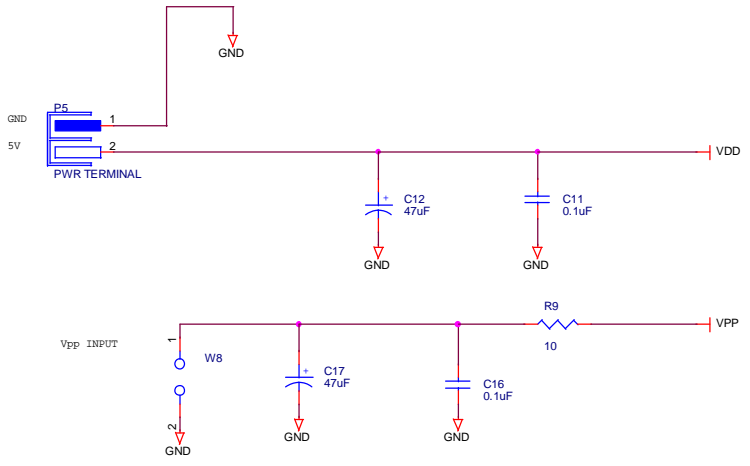 GND
P5
GND
1
5V
2
VDD
PWR TERMINAL
+
C12
47uF
C11
0.1uF
GND
GND
R9
VPP
Vpp INPUT
1
10
W8
+
C17
47uF
C16
0.1uF
2
GND
GND
GND